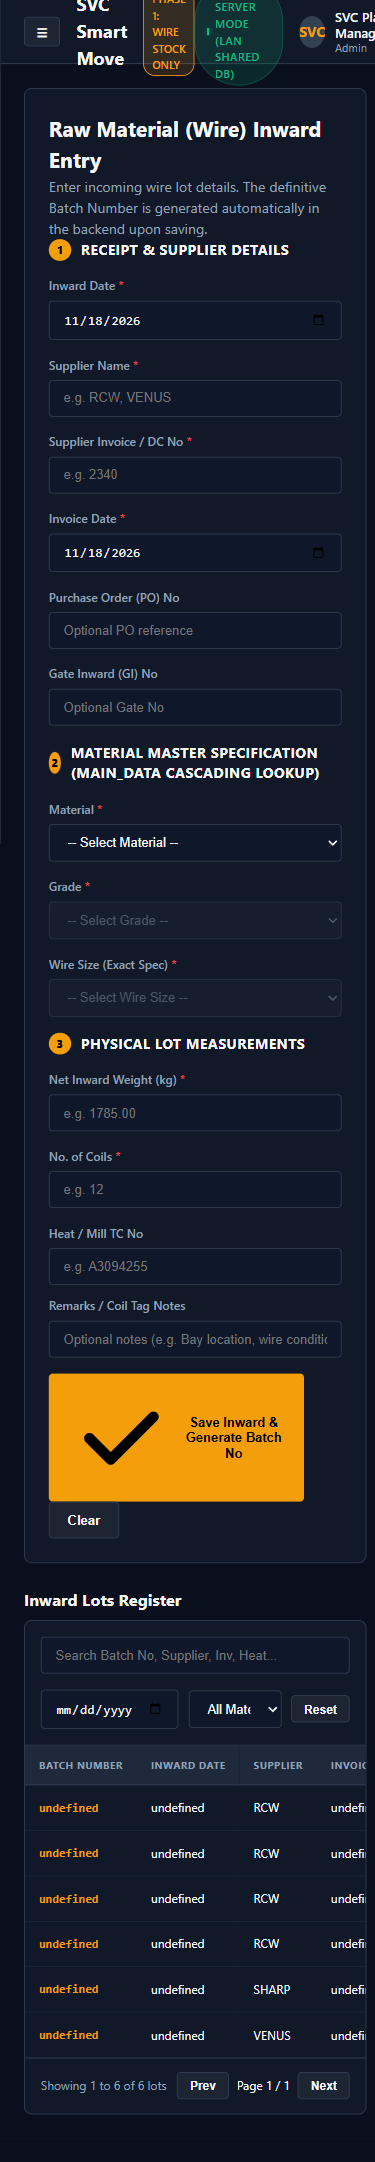 ☰
SVC
Smart
Move
PHASE
1:
WIRE
STOCK
ONLY
SERVER
MODE
(LAN
SHARED
DB)
SVC
SVC Pla
Manag
Admin
Raw Material (Wire) Inward
Entry
Enter incoming wire lot details. The definitive
Batch Number is generated automatically in
the backend upon saving.
1 RECEIPT & SUPPLIER DETAILS
Inward Date *
11/18/2026
Supplier Name *
e.g. RCW, VENUS
Supplier Invoice / DC No *
e.g. 2340
Invoice Date *
11/18/2026
Purchase Order (PO) No
Optional PO reference
Gate Inward (GI) No
Optional Gate No
2 MATERIAL MASTER SPECIFICATION
(MAIN_DATA CASCADING LOOKUP)
Material *
-- Select Material --
Grade *
-- Select Grade --
Wire Size (Exact Spec) *
-- Select Wire Size --
3 PHYSICAL LOT MEASUREMENTS
Net Inward Weight (kg) *
e.g. 1785.00
No. of Coils *
e.g. 12
Heat / Mill TC No
e.g. A3094255
Remarks / Coil Tag Notes
Optional notes (e.g. Bay location, wire conditic
Save Inward &
Generate Batch
No
Clear
Inward Lots Register
Search Batch No, Supplier, Inv, Heat...
mm/dd/yyyy All Mate Reset
BATCH NUMBER INWARD DATE SUPPLIER INVOIC
undefined undefined RCW undefi
undefined undefined RCW undefi
undefined undefined RCW undefi
undefined undefined RCW undefi
undefined undefined SHARP undefi
undefined undefined VENUS undefi
Showing 1 to 6 of 6 lots Prev Page 1 / 1 Next